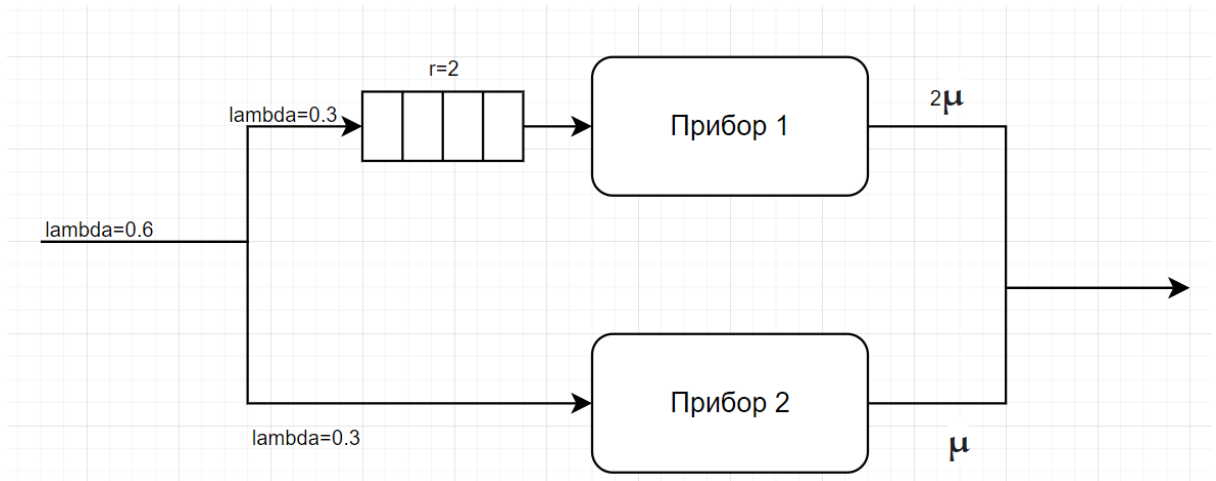 r=2
lambda=0.3
Прибор 1
2μ
lambda=0.6
Прибор 2
lambda=0.3
μ